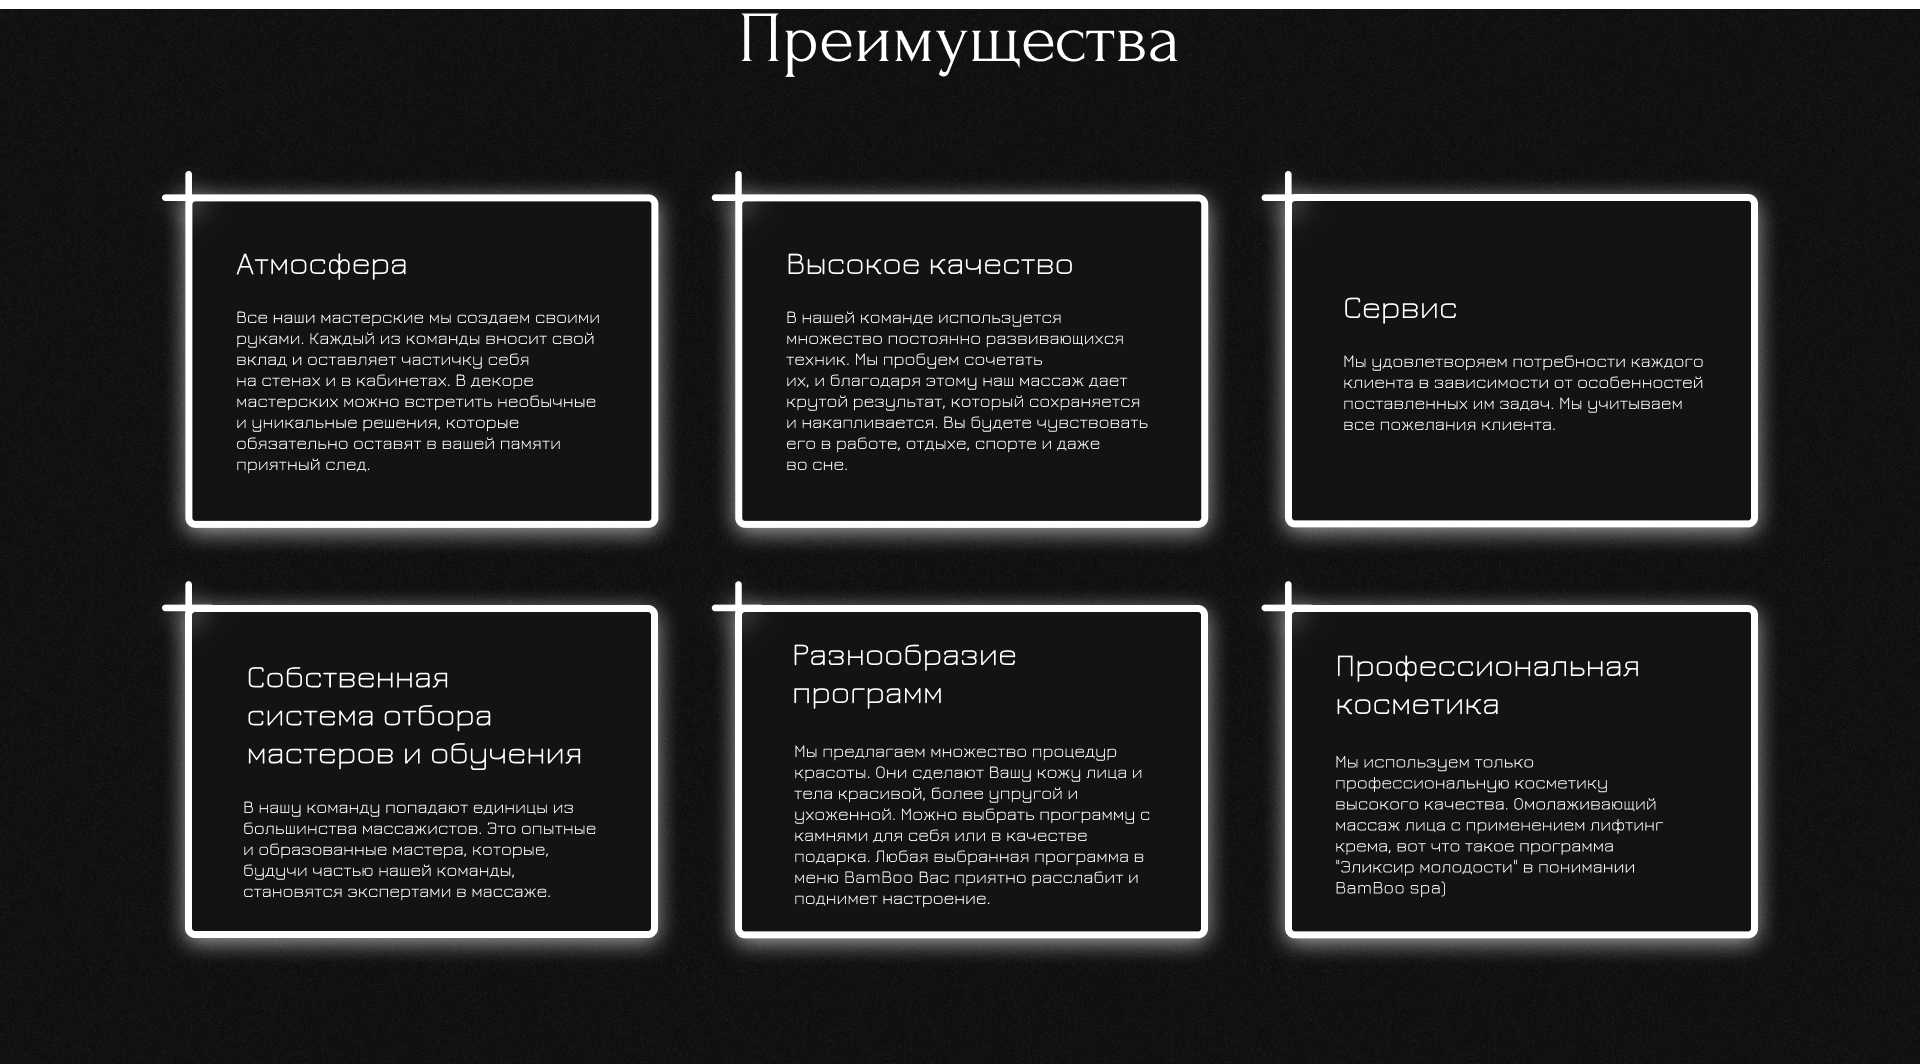 Преимущества
Атмосфера
Все наши мастерские мы создаем своими
руками. Каждый из команды вносит свой
вклад и оставляет частичку себя
на стенах и в кабинетах. В декоре
мастерских можно встретить необычные
и уникальные решения, которые
обязательно оставят в вашей памяти
приятный след.
Высокое качество
В нашей команде используется
множество постоянно развивающихся
техник. Мы пробуем сочетать
их, и благодаря этому наш массаж дает
крутой результат, который сохраняется
и накапливается. Вы будете чувствовать
его в работе, отдыхе, спорте и даже
во сне.
Сервис
Мы удовлетворяем потребности каждого
клиента в зависимости от особенностей
поставленных им задач. Мы учитываем
все пожелания клиента.
Собственная
система отбора
мастеров и обучения
В нашу команду попадают единицы из
большинства массажистов. Это опытные
и образованные мастера, которые,
будучи частью нашей команды,
становятся экспертами в массаже.
Разнообразие
программ
Мы предлагаем множество процедур
красоты. Они сделают Вашу кожу лица и
тела красивой, более упругой и
ухоженной. Можно выбрать программу с
камнями для себя или в качестве
подарка. Любая выбранная программа в
меню BamBoo Вас приятно расслабит и
поднимет настроение.
Профессиональная
косметика
Мы используем только
профессиональную косметику
высокого качества. Омолаживающий
массаж лица с применением лифтинг
крема, вот что такое программа
"Эликсир молодости" в понимании
BamBoo spa)